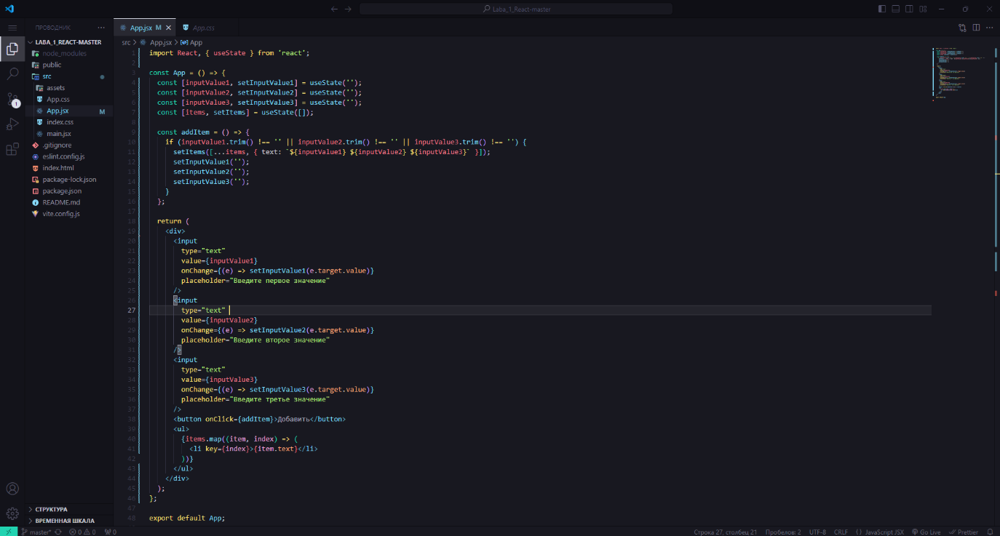 Laba_1_React-master
ПРОВОДНИК
LABA_1_REACT-MASTER
node_modules
public
src
assets
App.css
App.jsx M
index.css
main.jsx
.gitignore
eslint.config.js
index.html
package-lock.json
package.json
README.md
vite.config.js
СТРУКТУРА
ВРЕМЕННАЯ ШКАЛА
1
App.jsx M
App.css
src > App.jsx > App
1 import React, { useState } from 'react';
2
3 const App = () => {
4 const [inputValue1, setInputValue1] = useState('');
5 const [inputValue2, setInputValue2] = useState('');
6 const [inputValue3, setInputValue3] = useState('');
7 const [items, setItems] = useState([]);
8
9 const addItem = () => {
10 if (inputValue1.trim() !== '' || inputValue2.trim() !== '' || inputValue3.trim() !== '') {
11 setItems([...items, { text: `${inputValue1} ${inputValue2} ${inputValue3}` }]);
12 setInputValue1('');
13 setInputValue2('');
14 setInputValue3('');
15 }
16 };
17
18 return (
19 <div>
20 <input
21 type="text"
22 value={inputValue1}
23 onChange={(e) => setInputValue1(e.target.value)}
24 placeholder="Введите первое значение"
25 />
26 <input
27 type="text"
28 value={inputValue2}
29 onChange={(e) => setInputValue2(e.target.value)}
30 placeholder="Введите второе значение"
31 />
32 <input
33 type="text"
34 value={inputValue3}
35 onChange={(e) => setInputValue3(e.target.value)}
36 placeholder="Введите третье значение"
37 />
38 <button onClick={addItem}>Добавить</button>
39 <ul>
40 {items.map((item, index) => (
41 <li key={index}>{item.text}</li>
42 ))}
43 </ul>
44 </div>
45 );
46 };
47
48 export default App;
master* 0 0 0
Строка 27, столбец 21 Пробелов: 2 UTF-8 CRLF {} JavaScript JSX Go Live Prettier